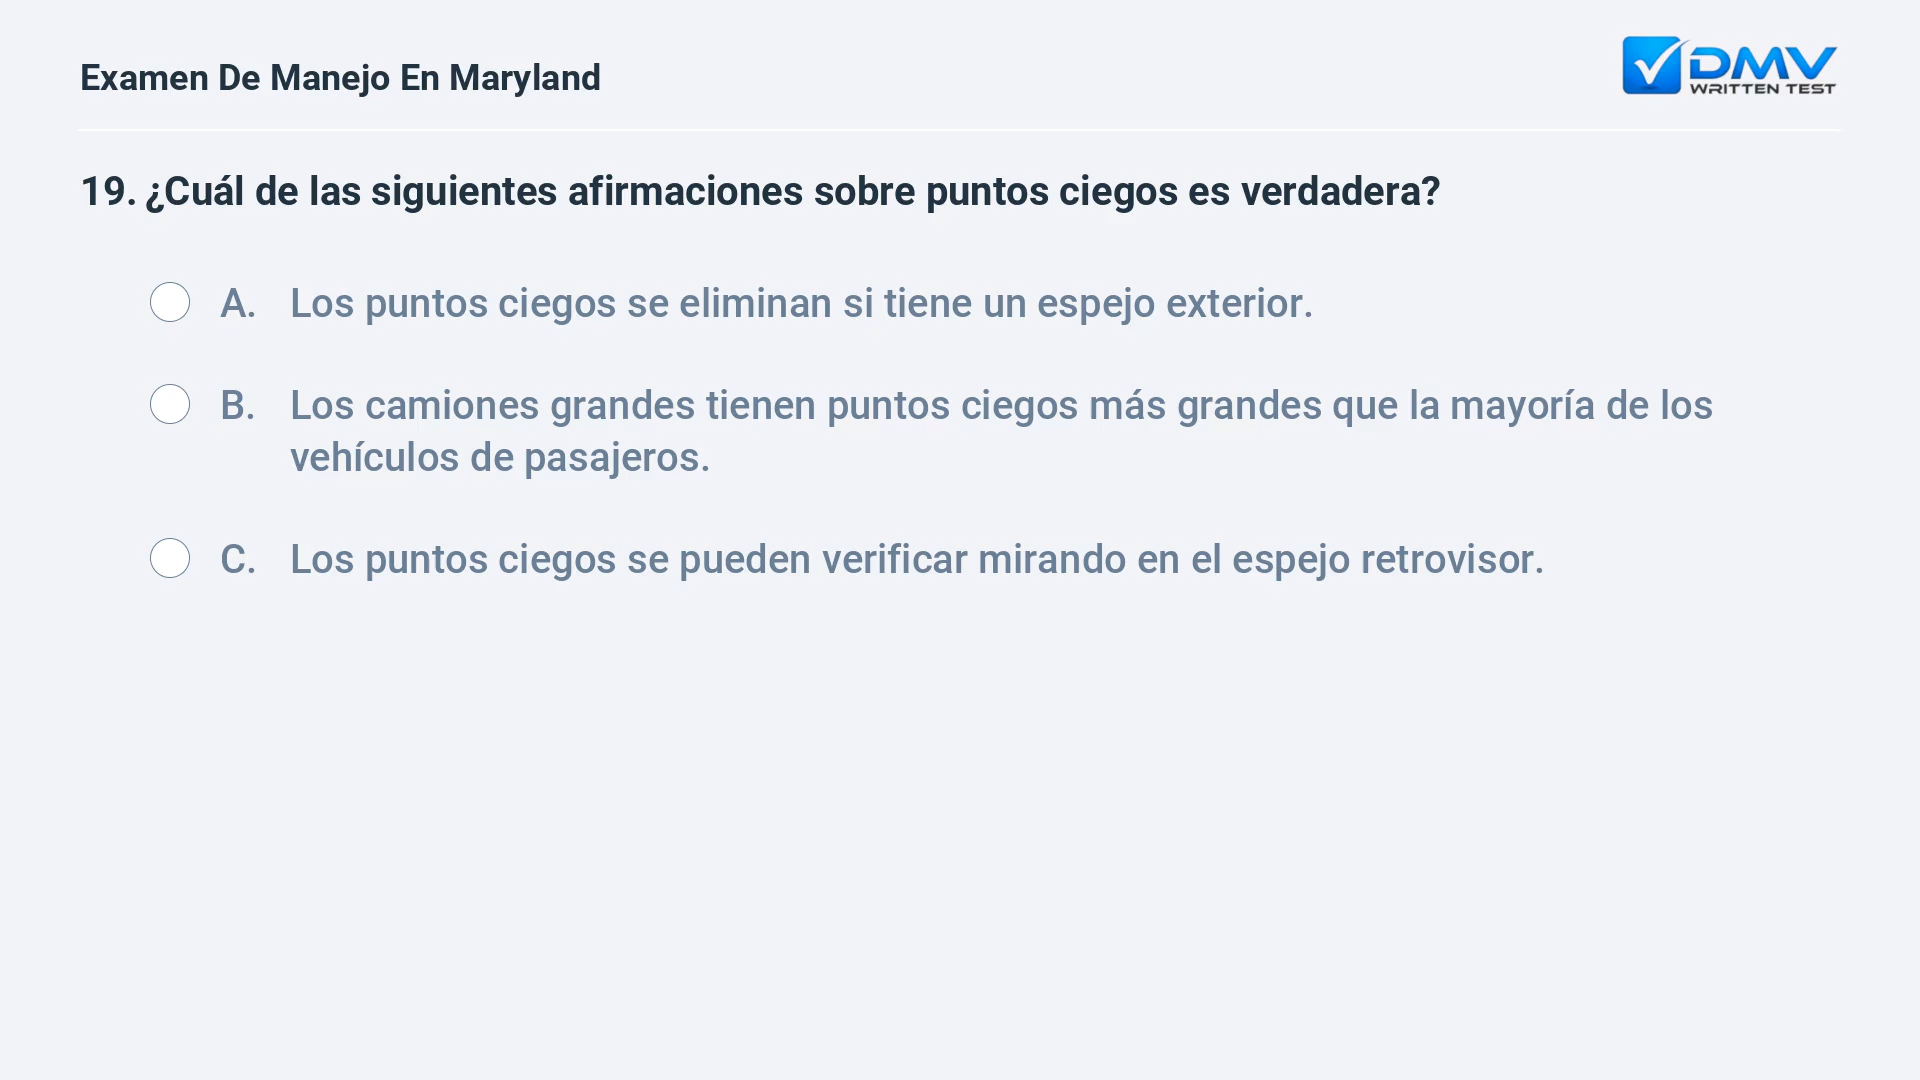 Examen De Manejo En Maryland
DMV
WRITTEN TEST
19. ¿Cuál de las siguientes afirmaciones sobre puntos ciegos es verdadera?
A. Los puntos ciegos se eliminan si tiene un espejo exterior.
B. Los camiones grandes tienen puntos ciegos más grandes que la mayoría de los
vehículos de pasajeros.
C. Los puntos ciegos se pueden verificar mirando en el espejo retrovisor.